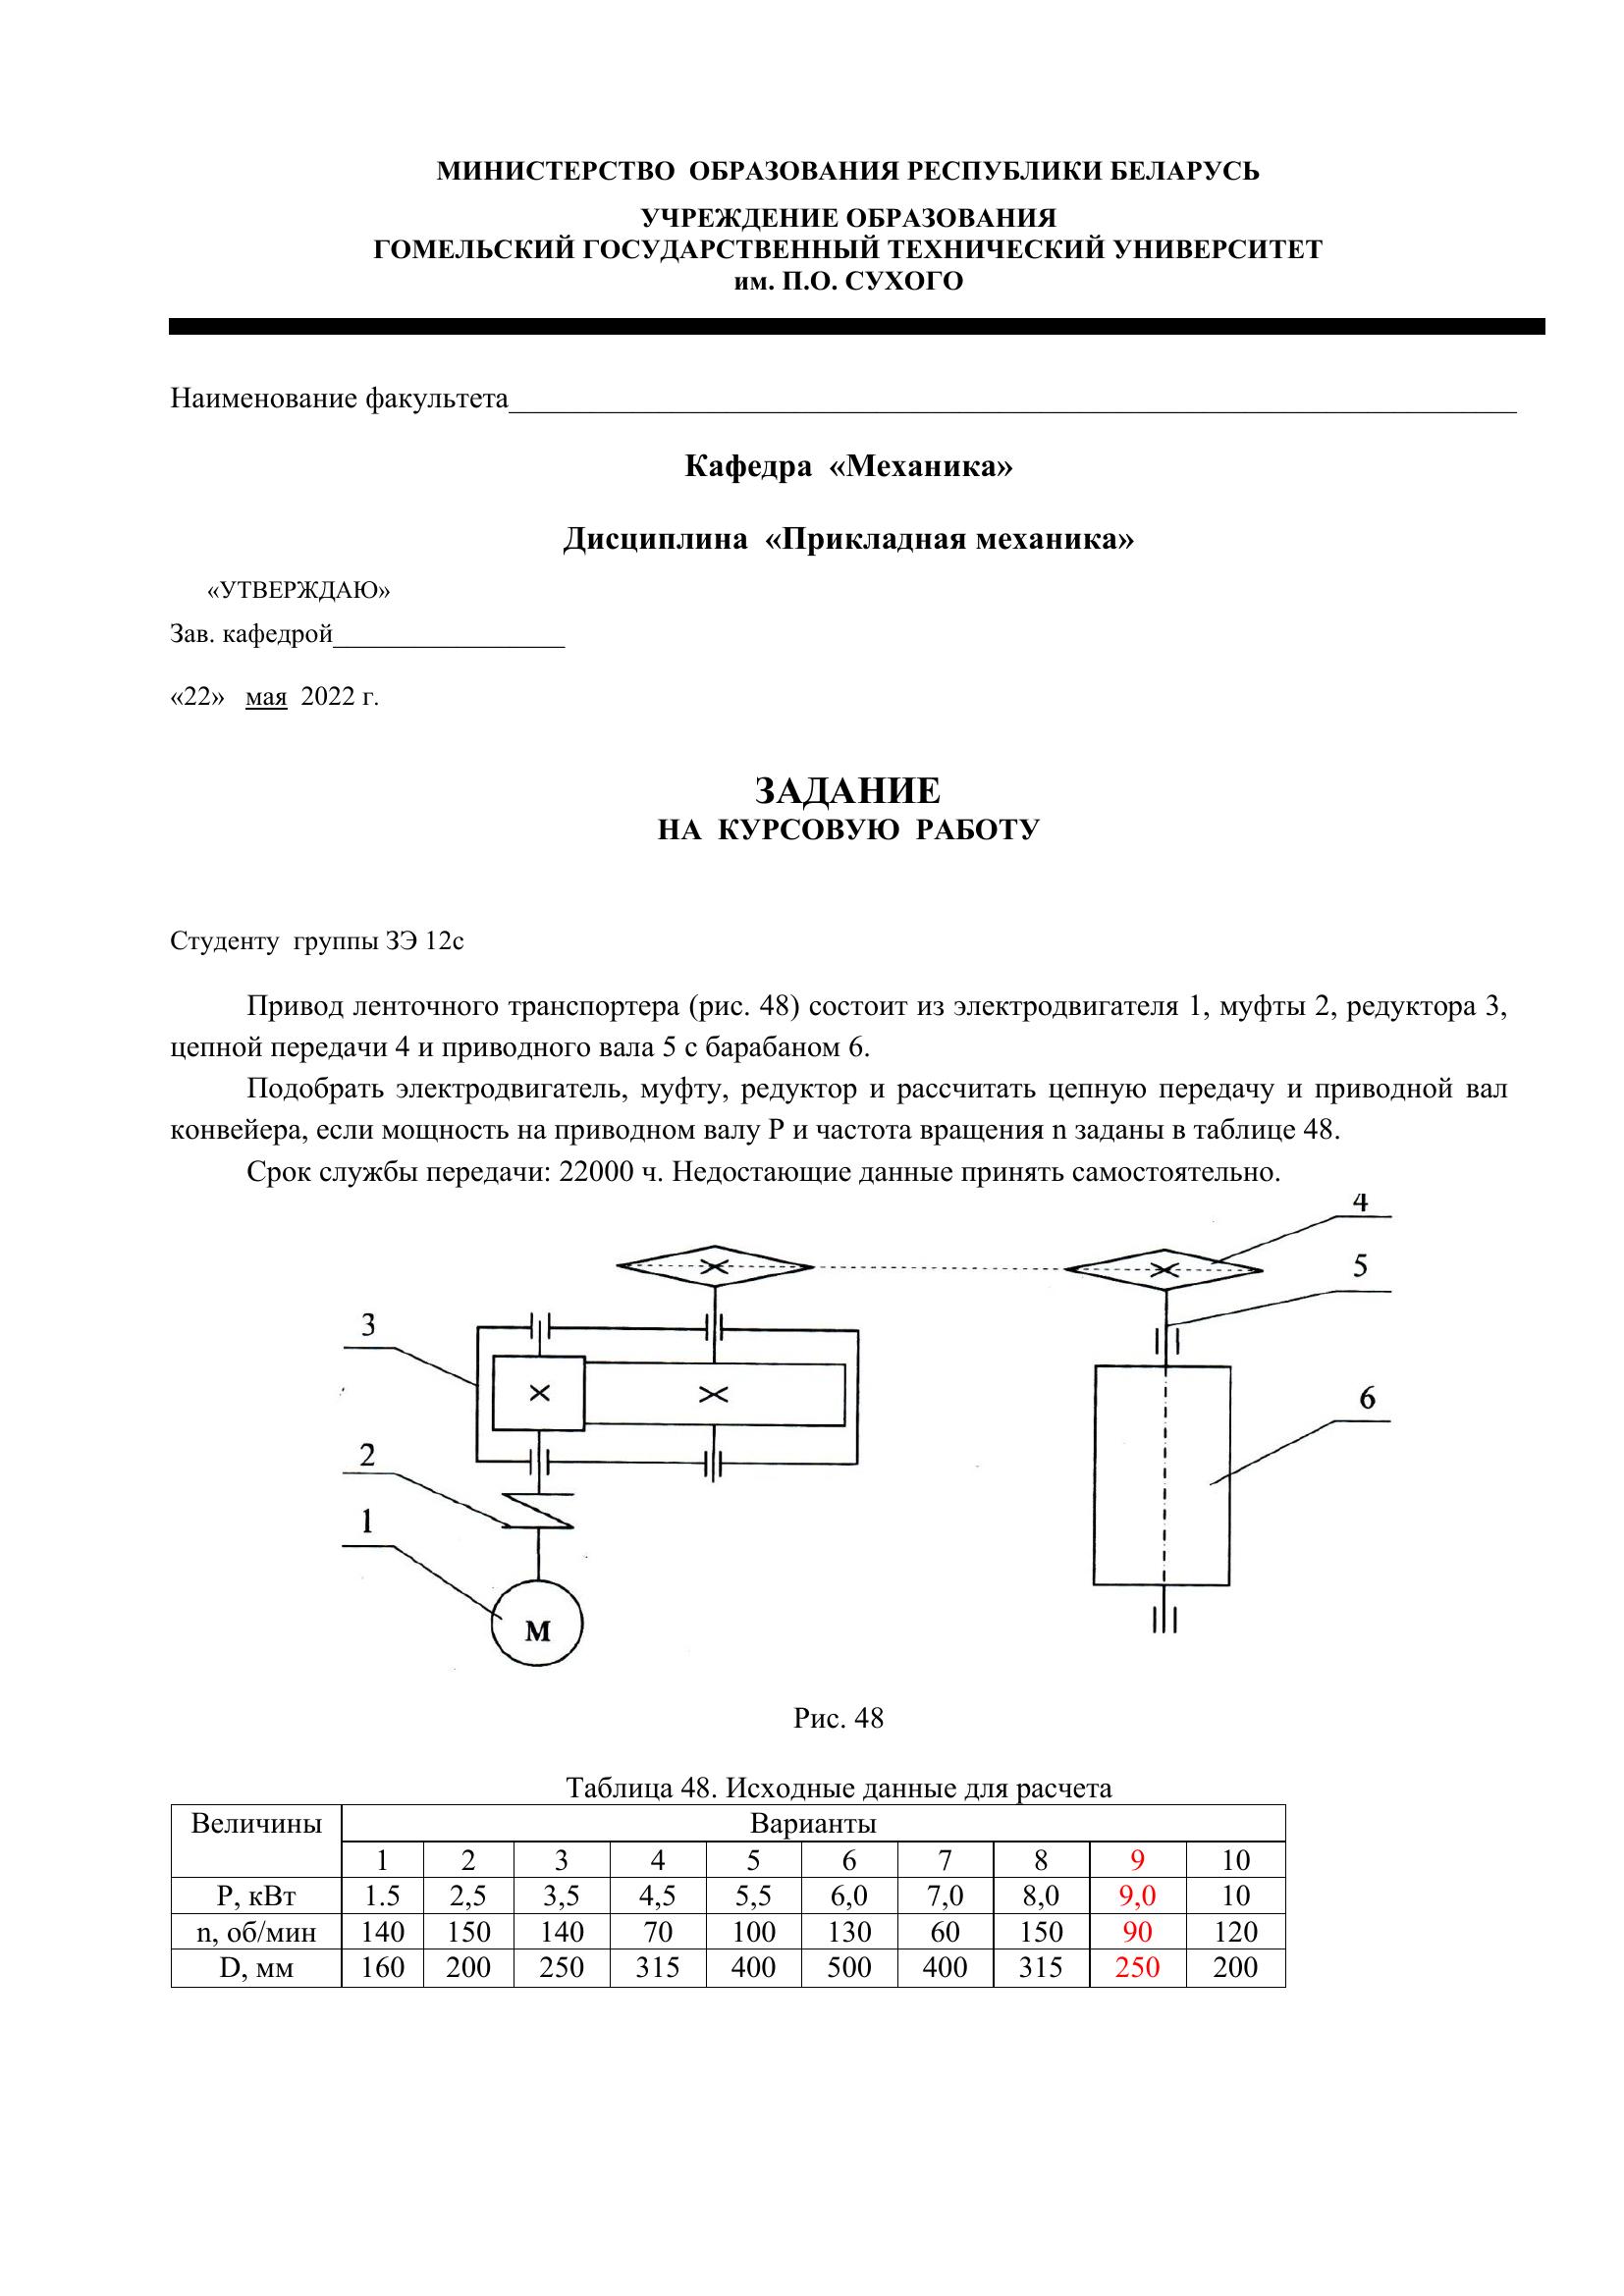 МИНИСТЕРСТВО ОБРАЗОВАНИЯ РЕСПУБЛИКИ БЕЛАРУСЬ
УЧРЕЖДЕНИЕ ОБРАЗОВАНИЯ
ГОМЕЛЬСКИЙ ГОСУДАРСТВЕННЫЙ ТЕХНИЧЕСКИЙ УНИВЕРСИТЕТ
им. П.О. СУХОГО
Наименование факультета____________________
Кафедра «Механика»
Дисциплина «Прикладная механика»
«УТВЕРЖДАЮ»
Зав. кафедрой_________________
«22» мая 2022 г.
ЗАДАНИЕ
НА КУРСОВУЮ РАБОТУ
Студенту группы ЗЭ 12с
Привод ленточного транспортера (рис. 48) состоит из электродвигателя 1, муфты 2, редуктора 3,
цепной передачи 4 и приводного вала 5 с барабаном 6.
Подобрать электродвигатель, муфту, редуктор и рассчитать цепную передачу и приводной вал
конвейера, если мощность на приводном валу P и частота вращения n заданы в таблице 48.
Срок службы передачи: 22000 ч. Недостающие данные принять самостоятельно.
4
5
3
6
2
1
М
Рис. 48
Таблица 48. Исходные данные для расчета
Величины Варианты
1 2 3 4 5 6 7 8 9 10
P, кВт 1.5 2,5 3,5 4,5 5,5 6,0 7,0 8,0 9,0 10
n, об/мин 140 150 140 70 100 130 60 150 90 120
D, мм 160 200 250 315 400 500 400 315 250 200